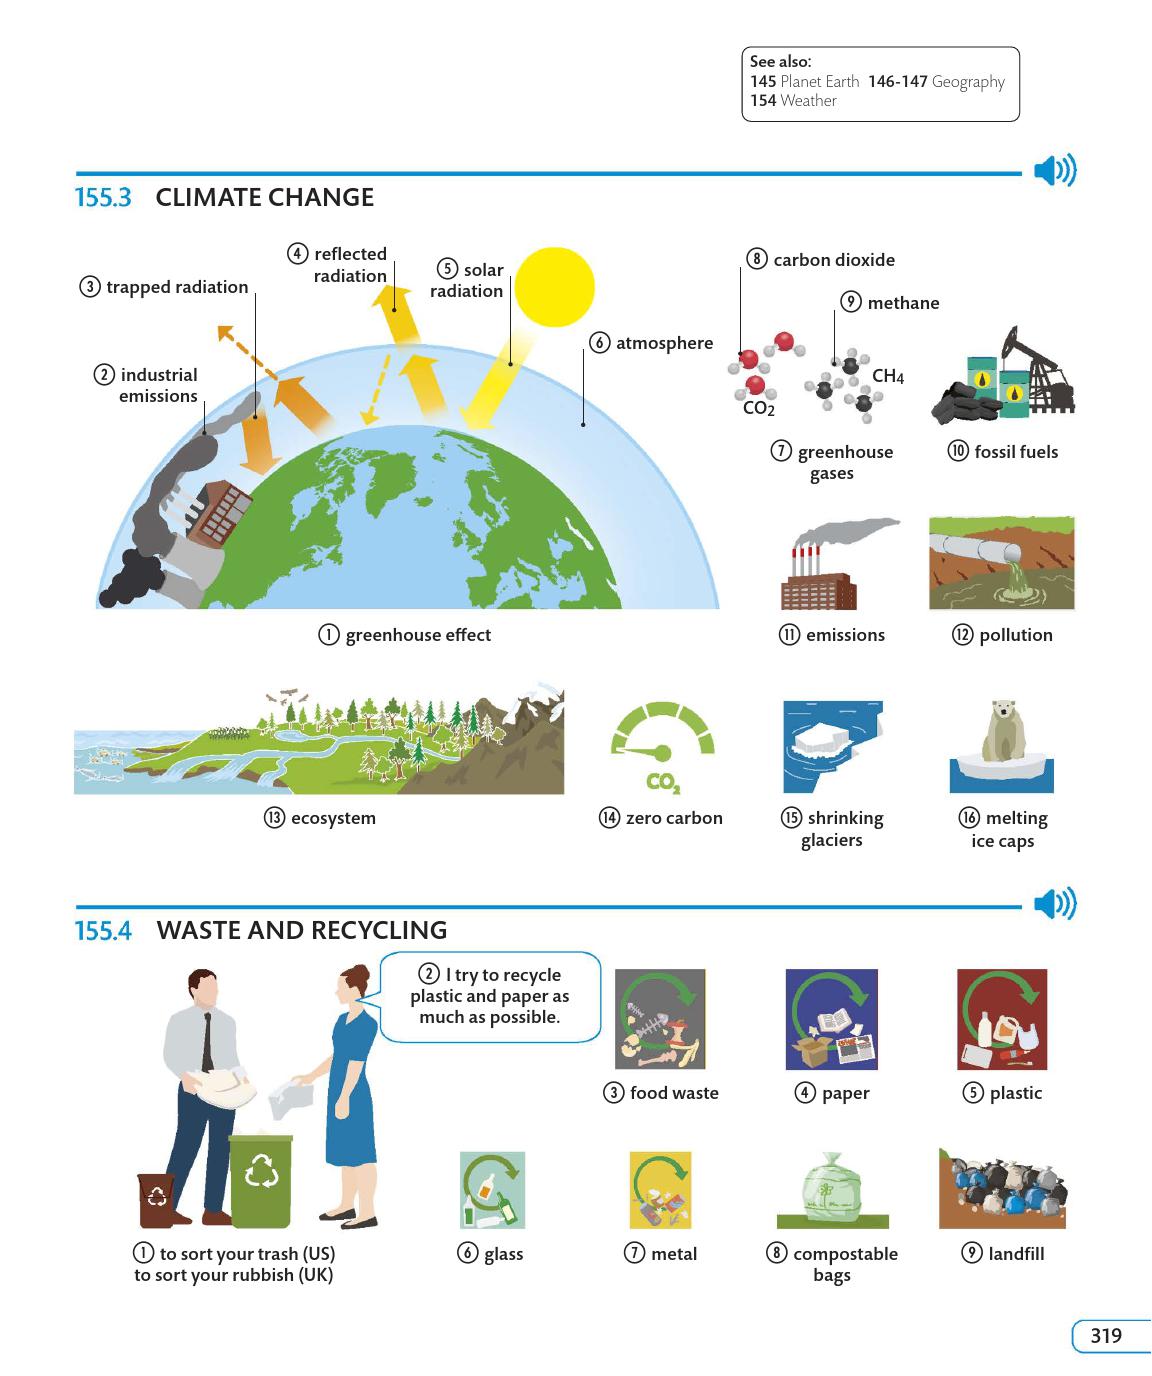 See also:
145 Planet Earth 146-147 Geography
154 Weather
155.3 CLIMATE CHANGE
④ reflected
radiation
⑤ solar
radiation
③ trapped radiation
⑥ atmosphere
② industrial
emissions
① greenhouse effect
⑧ carbon dioxide
⑨ methane
CH4
CO2
⑦ greenhouse
gases
⑩ fossil fuels
⑪ emissions
⑫ pollution
⑬ ecosystem
CO2
⑭ zero carbon
⑮ shrinking
glaciers
⑯ melting
ice caps
155.4 WASTE AND RECYCLING
② I try to recycle
plastic and paper as
much as possible.
① to sort your trash (US)
to sort your rubbish (UK)
③ food waste
④ paper
⑤ plastic
⑥ glass
⑦ metal
⑧ compostable
bags
⑨ landfill
319